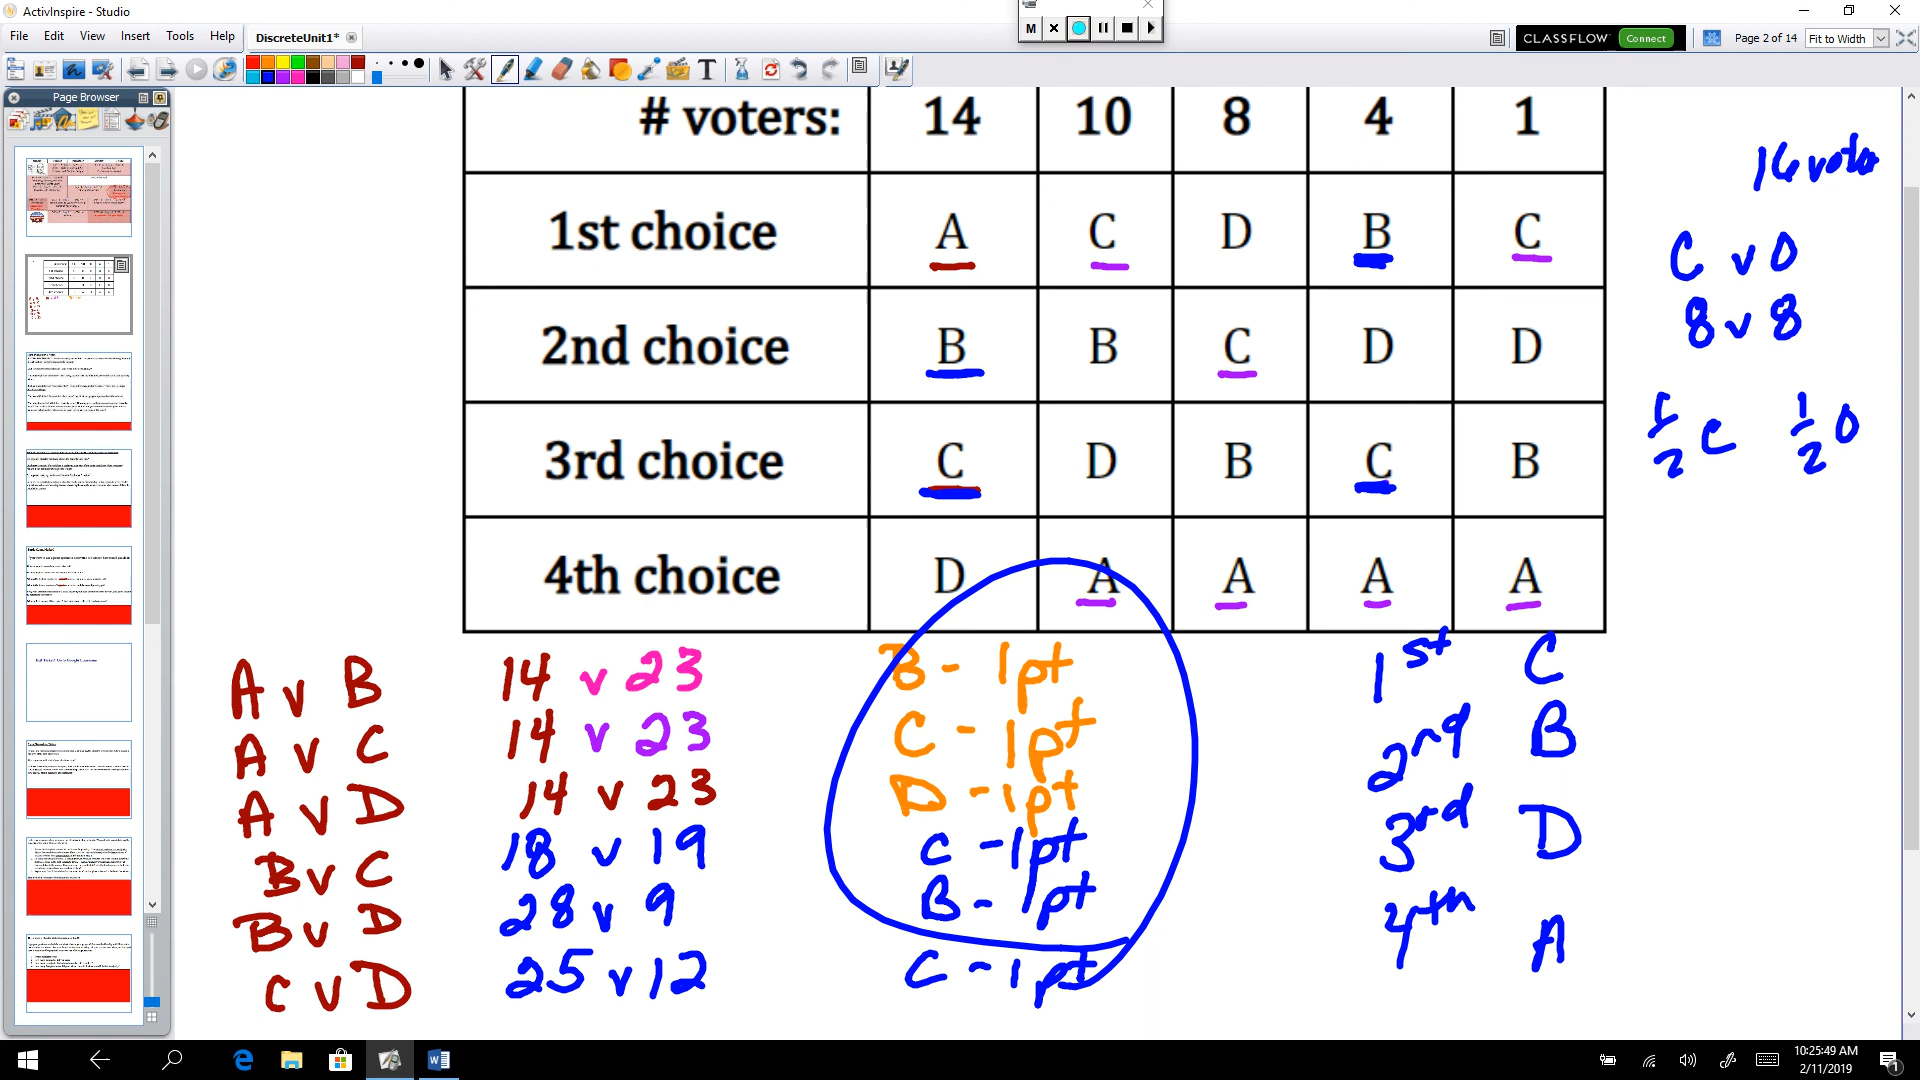 ActivInspire - Studio
File Edit View Insert Tools Help DiscreteUnit1*
M
CLASSFLOW Connect Page 2 of 14 Fit to Width
Page Browser
# voters: 14 10 8 4 1
1st choice A C D B C
2nd choice B B C D D
3rd choice C D B C B
4th choice D A A A A
16 voters
C v D
8 v 8
1/2 C 1/2 D
A v B 14 v 23 B - 1pt 1st C
A v C 14 v 23 C - 1pt 2nd B
A v D 14 v 23 D - 1pt 3rd D
B v C 18 v 19 C - 1pt 4th A
B v D 28 v 9 B - 1pt
C v D 25 v 12 C - 1pt
10:25:49 AM
2/11/2019